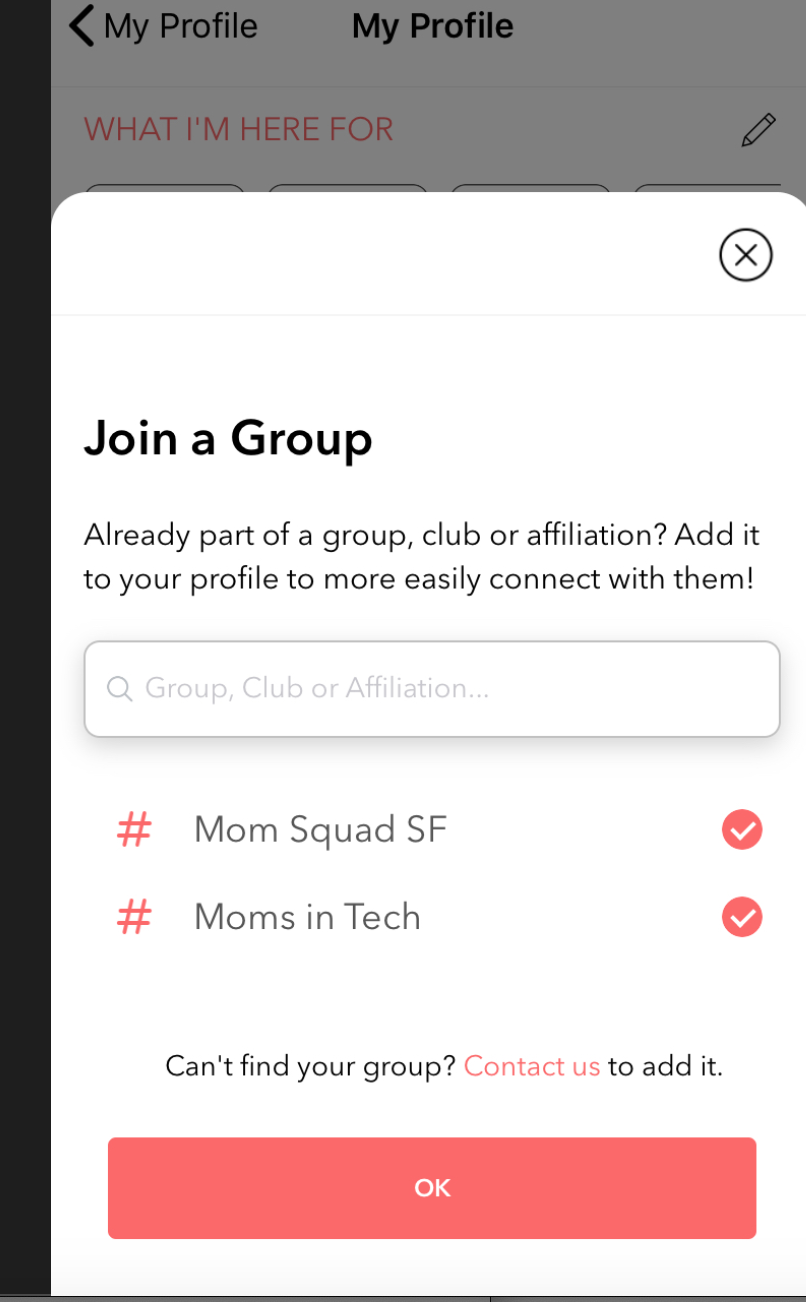 My Profile
My Profile
WHAT I'M HERE FOR
Join a Group
Already part of a group, club or affiliation? Add it
to your profile to more easily connect with them!
Group, Club or Affiliation...
# Mom Squad SF
# Moms in Tech
Can't find your group? Contact us to add it.
OK